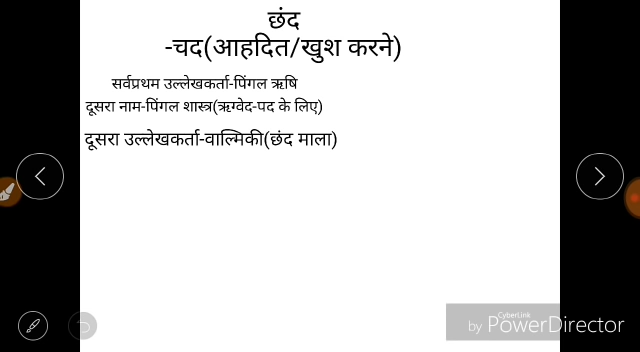 छंद
-चद(आहदित/खुश करने)
सर्वप्रथम उल्लेखकर्ता-पिंगल ऋषि
दूसरा नाम-पिंगल शास्त्र(ऋग्वेद-पद के लिए)
दूसरा उल्लेखकर्ता-वाल्मिकी(छंद माला)
CyberLink
by PowerDirector